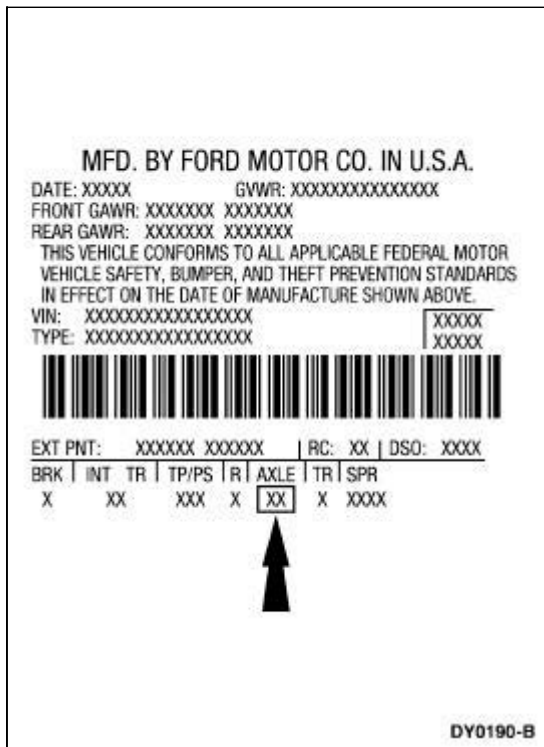 MFD. BY FORD MOTOR CO. IN U.S.A.
DATE: XXXXX GVWR: XXXXXXXXXXXXXXX
FRONT GAWR: XXXXXXX XXXXXXX
REAR GAWR: XXXXXXX XXXXXXX
THIS VEHICLE CONFORMS TO ALL APPLICABLE FEDERAL MOTOR
VEHICLE SAFETY, BUMPER, AND THEFT PREVENTION STANDARDS
IN EFFECT ON THE DATE OF MANUFACTURE SHOWN ABOVE.
VIN: XXXXXXXXXXXXXXXXX XXXXX
TYPE: XXXXXXXXXXXXXXXXX XXXXX
EXT PNT: XXXXXX XXXXXX RC: XX DSO: XXXX
BRK INT TR TP/PS R AXLE TR SPR
X XX XXX X XX X XXXX
DY0190-B